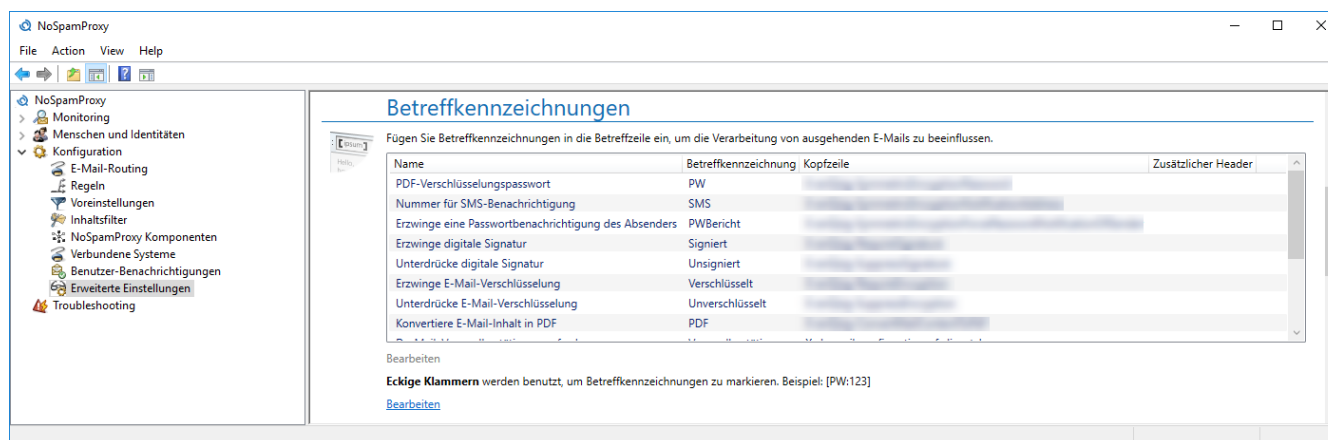 NoSpamProxy
File Action View Help
NoSpamProxy
Monitoring
Menschen und Identitäten
Konfiguration
E-Mail-Routing
Regeln
Voreinstellungen
Inhaltsfilter
NoSpamProxy Komponenten
Verbundene Systeme
Benutzer-Benachrichtigungen
Erweiterte Einstellungen
Troubleshooting
Betreffkennzeichnungen
Fügen Sie Betreffkennzeichnungen in die Betreffzeile ein, um die Verarbeitung von ausgehenden E-Mails zu beeinflussen.
Name Betreffkennzeichnung Kopfzeile Zusätzlicher Header
PDF-Verschlüsselungspasswort PW
Nummer für SMS-Benachrichtigung SMS
Erzwinge eine Passwortbenachrichtigung des Absenders PWBericht
Erzwinge digitale Signatur Signiert
Unterdrücke digitale Signatur Unsigniert
Erzwinge E-Mail-Verschlüsselung Verschlüsselt
Unterdrücke E-Mail-Verschlüsselung Unverschlüsselt
Konvertiere E-Mail-Inhalt in PDF PDF
Bearbeiten
Eckige Klammern werden benutzt, um Betreffkennzeichnungen zu markieren. Beispiel: [PW:123]
Bearbeiten